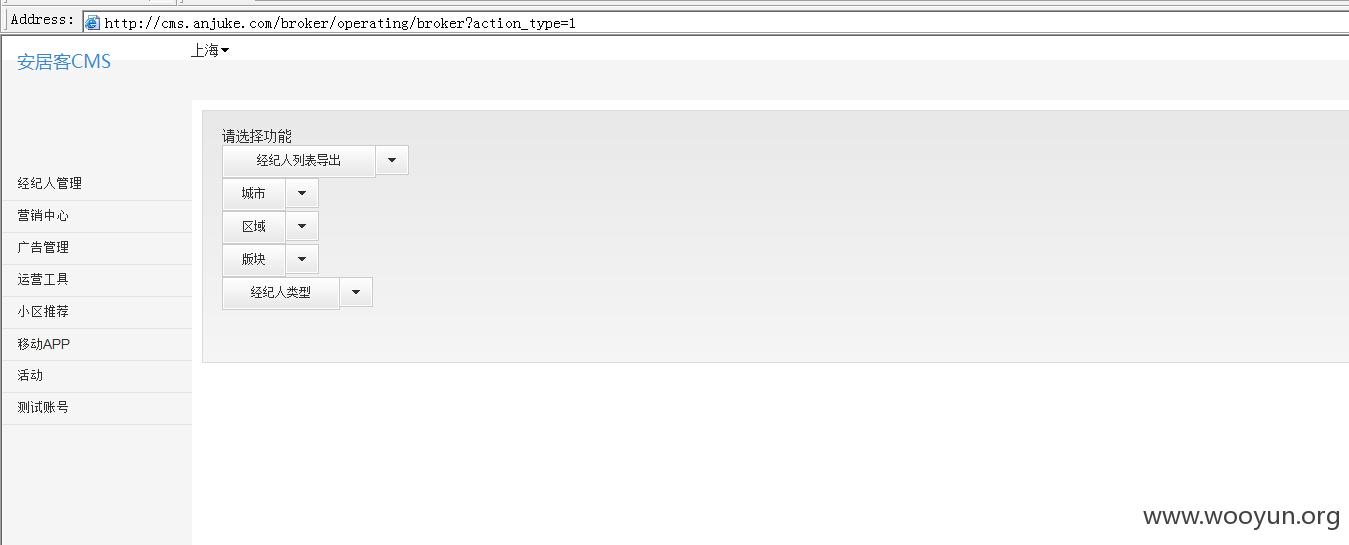 Address: http://cms.anjuke.com/broker/operating/broker?action_type=1
安居客CMS
上海
请选择功能
经纪人列表导出
城市
区域
版块
经纪人类型
经纪人管理
营销中心
广告管理
运营工具
小区推荐
移动APP
活动
测试账号
www.wooyun.org